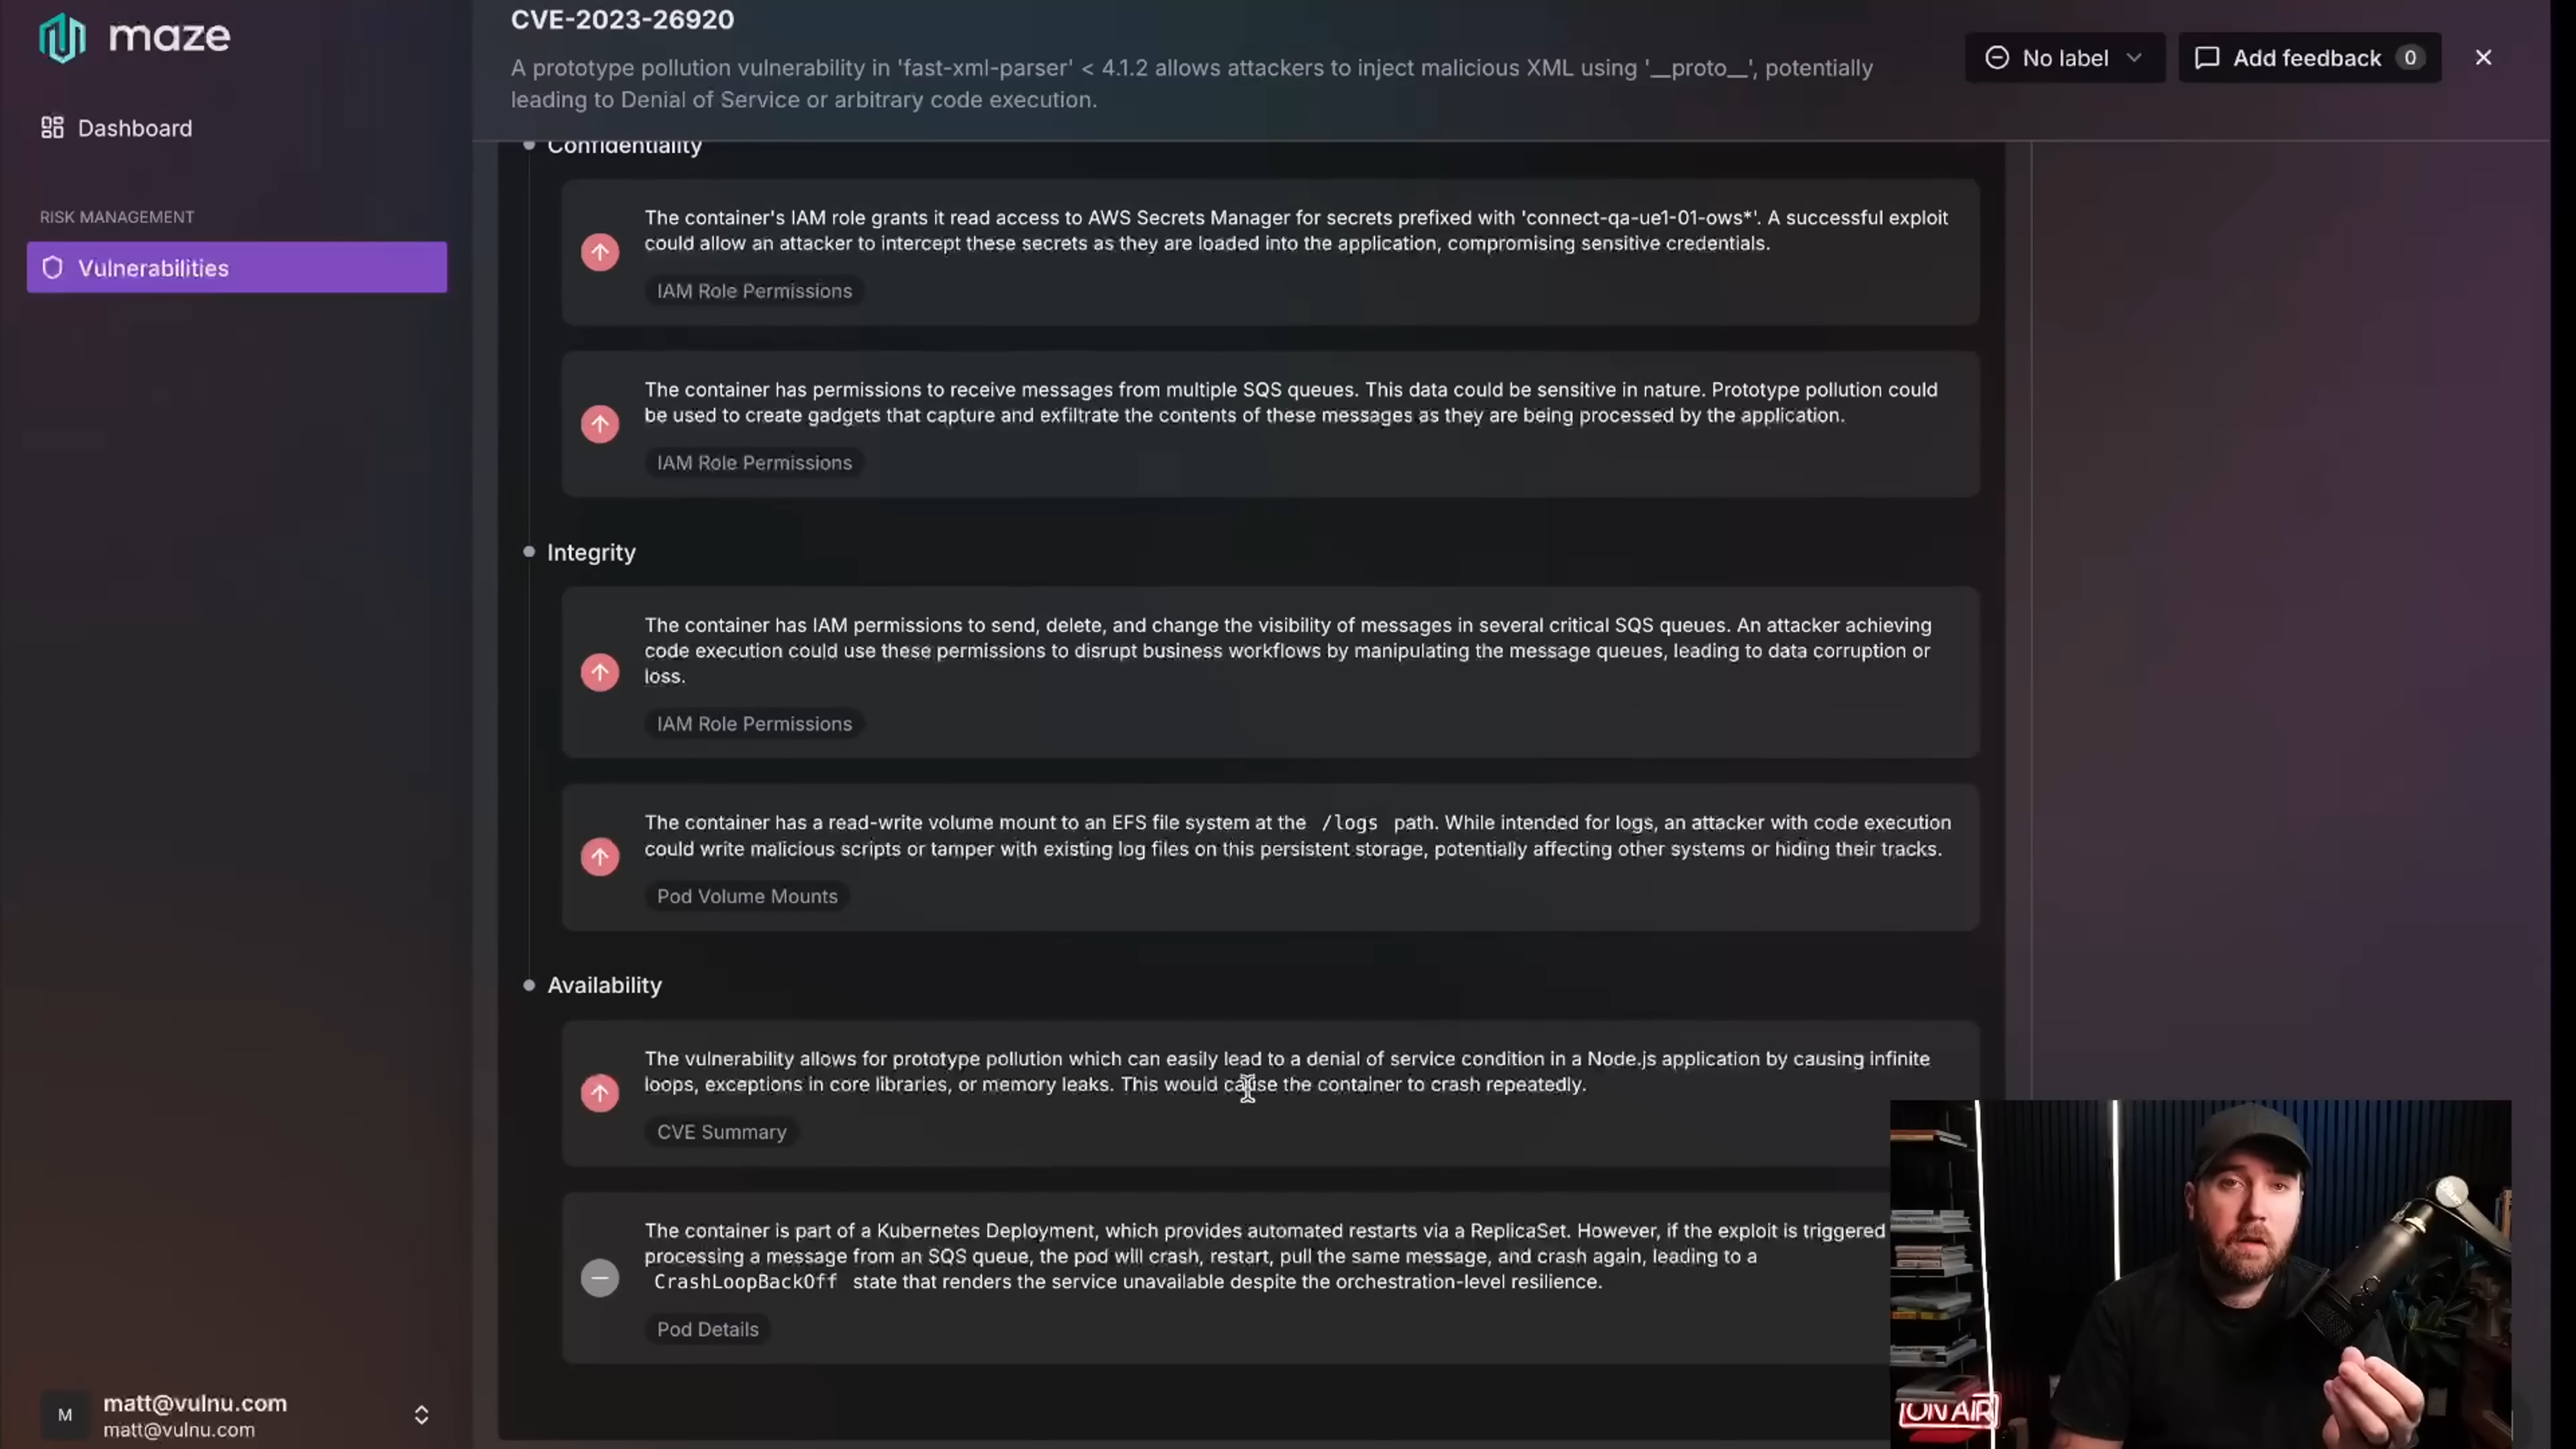 maze
Dashboard
RISK MANAGEMENT
Vulnerabilities
matt@vulnu.com
matt@vulnu.com
M
CVE-2023-26920
A prototype pollution vulnerability in 'fast-xml-parser' < 4.1.2 allows attackers to inject malicious XML using '__proto__', potentially
leading to Denial of Service or arbitrary code execution.
No label
Add feedback 0
Confidentiality
The container's IAM role grants it read access to AWS Secrets Manager for secrets prefixed with 'connect-qa-ue1-01-ows*'. A successful exploit
could allow an attacker to intercept these secrets as they are loaded into the application, compromising sensitive credentials.
IAM Role Permissions
The container has permissions to receive messages from multiple SQS queues. This data could be sensitive in nature. Prototype pollution could
be used to create gadgets that capture and exfiltrate the contents of these messages as they are being processed by the application.
IAM Role Permissions
Integrity
The container has IAM permissions to send, delete, and change the visibility of messages in several critical SQS queues. An attacker achieving
code execution could use these permissions to disrupt business workflows by manipulating the message queues, leading to data corruption or
loss.
IAM Role Permissions
The container has a read-write volume mount to an EFS file system at the /logs path. While intended for logs, an attacker with code execution
could write malicious scripts or tamper with existing log files on this persistent storage, potentially affecting other systems or hiding their tracks.
Pod Volume Mounts
Availability
The vulnerability allows for prototype pollution which can easily lead to a denial of service condition in a Node.js application by causing infinite
loops, exceptions in core libraries, or memory leaks. This would cause the container to crash repeatedly.
CVE Summary
The container is part of a Kubernetes Deployment, which provides automated restarts via a ReplicaSet. However, if the exploit is triggered
processing a message from an SQS queue, the pod will crash, restart, pull the same message, and crash again, leading to a
CrashLoopBackOff state that renders the service unavailable despite the orchestration-level resilience.
Pod Details
ON AIR